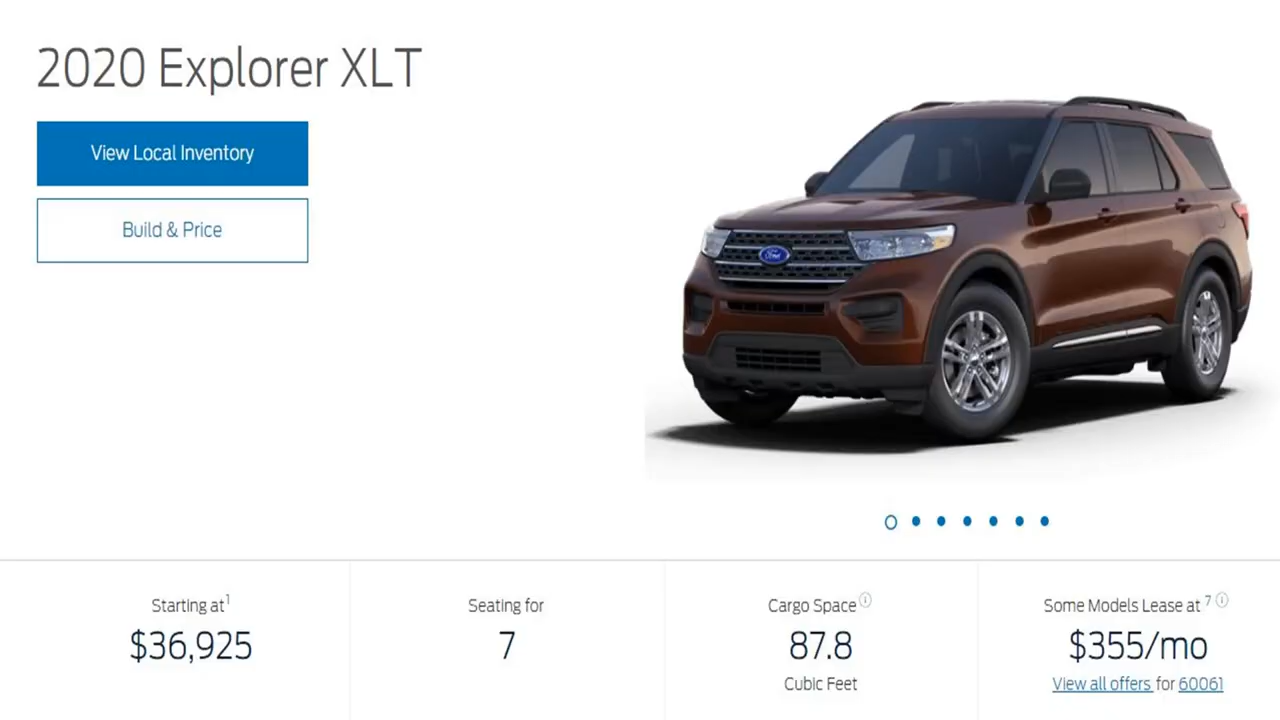 2020 Explorer XLT
View Local Inventory
Build & Price
Ford
Starting at1
$36,925
Seating for
7
Cargo Space
87.8
Cubic Feet
Some Models Lease at 7
$355/mo
View all offers for 60061